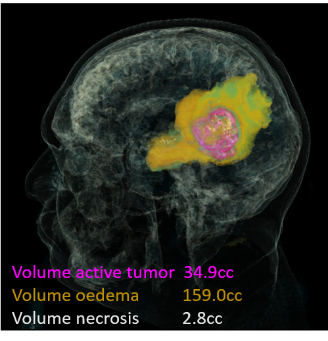 Volume active tumor 34.9cc
Volume oedema 159.0cc
Volume necrosis 2.8cc